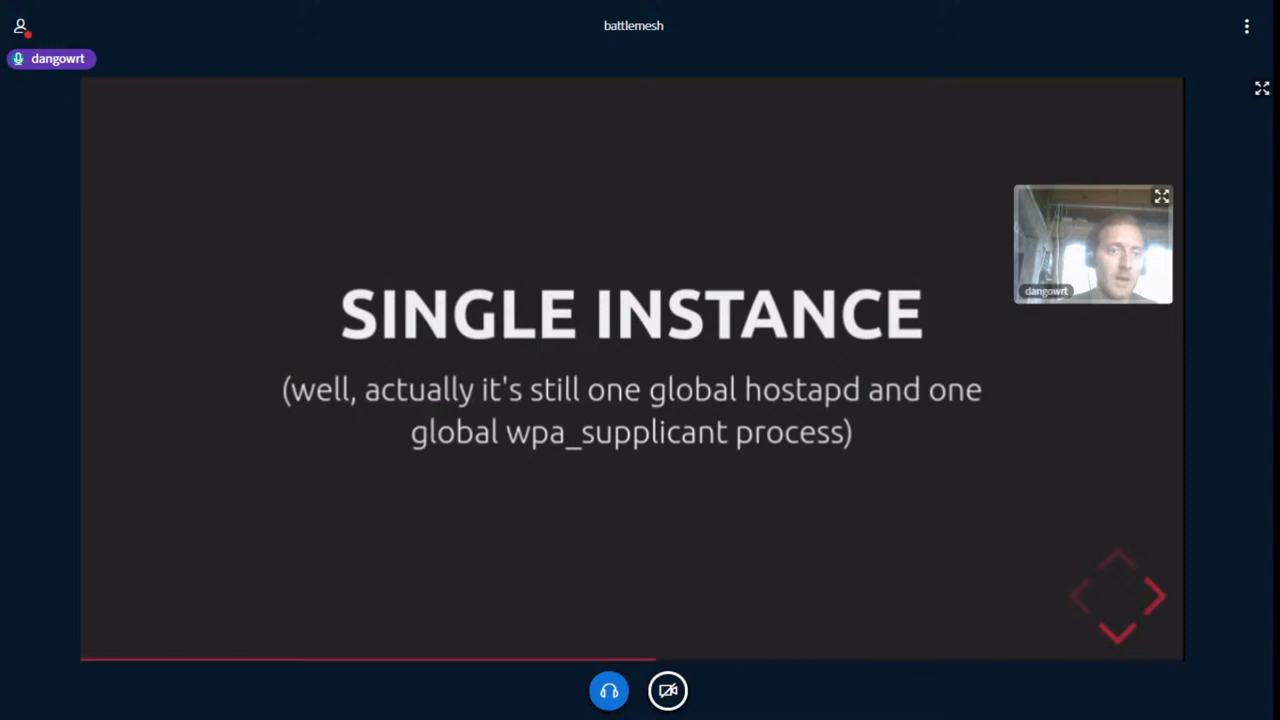 battlemesh
dangowrt
dangowrt
SINGLE INSTANCE
(well, actually it's still one global hostapd and one
global wpa_supplicant process)